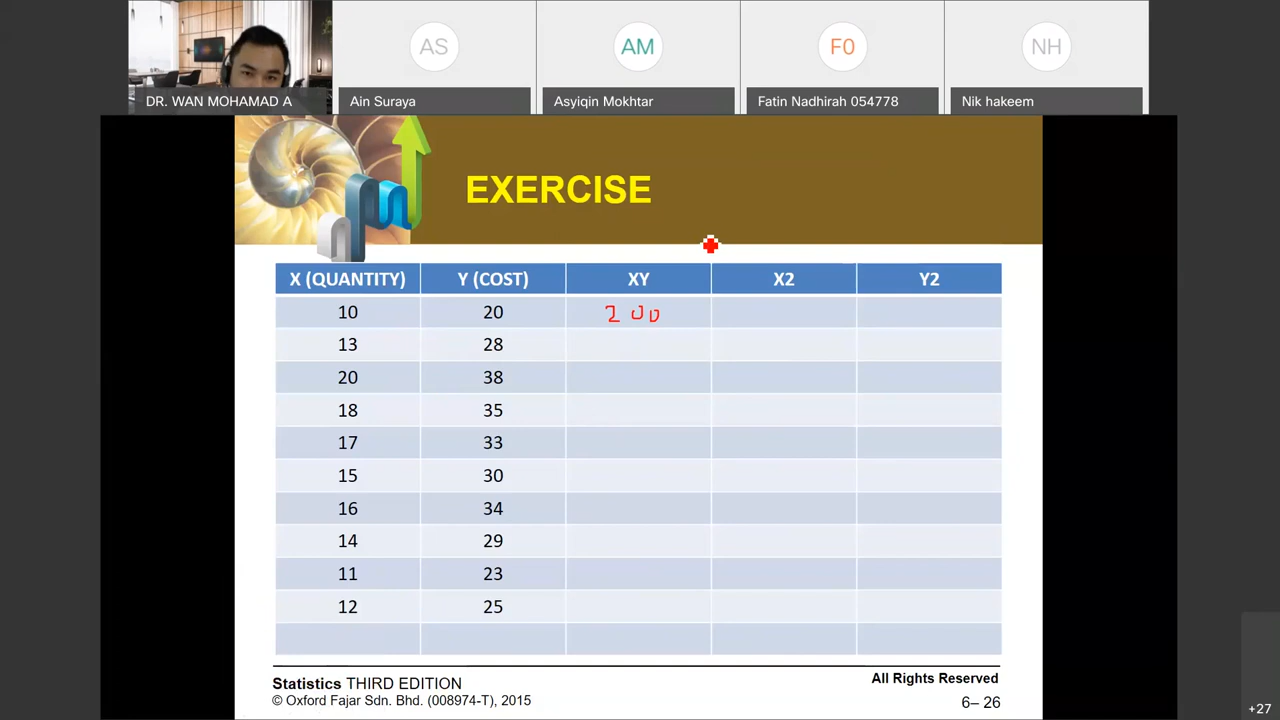 DR. WAN MOHAMAD A
AS
Ain Suraya
AM
Asyiqin Mokhtar
F0
Fatin Nadhirah 054778
NH
Nik hakeem
EXERCISE
X (QUANTITY) Y (COST) XY X2 Y2
10 20 200
13 28
20 38
18 35
17 33
15 30
16 34
14 29
11 23
12 25
Statistics THIRD EDITION
© Oxford Fajar Sdn. Bhd. (008974-T), 2015
All Rights Reserved
6– 26
+27